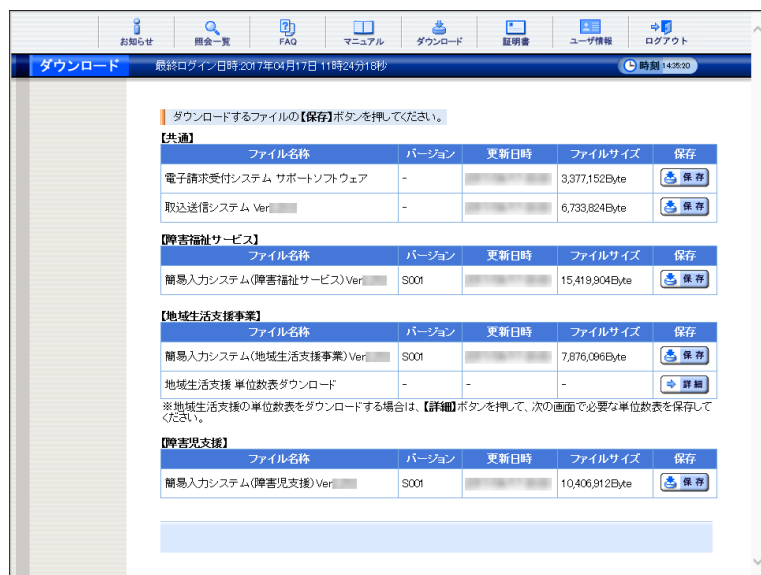 お知らせ 照会一覧 FAQ マニュアル ダウンロード 証明書 ユーザ情報 ログアウト
ダウンロード 最終ログイン日時:2017年04月17日 11時24分18秒 時刻 14:35:20
ダウンロードするファイルの【保存】ボタンを押してください。
【共通】
ファイル名称 バージョン 更新日時 ファイルサイズ 保存
電子請求受付システム サポートソフトウェア - 3,377,152Byte 保存
取込送信システム Ver - 6,733,824Byte 保存
【障害福祉サービス】
ファイル名称 バージョン 更新日時 ファイルサイズ 保存
簡易入力システム(障害福祉サービス)Ver S001 15,419,904Byte 保存
【地域生活支援事業】
ファイル名称 バージョン 更新日時 ファイルサイズ 保存
簡易入力システム(地域生活支援事業)Ver S001 7,876,096Byte 保存
地域生活支援 単位数表ダウンロード - - - 詳細
※地域生活支援の単位数表をダウンロードする場合は、【詳細】ボタンを押して、次の画面で必要な単位数表を保存して
ください。
【障害児支援】
ファイル名称 バージョン 更新日時 ファイルサイズ 保存
簡易入力システム(障害児支援)Ver S001 10,406,912Byte 保存